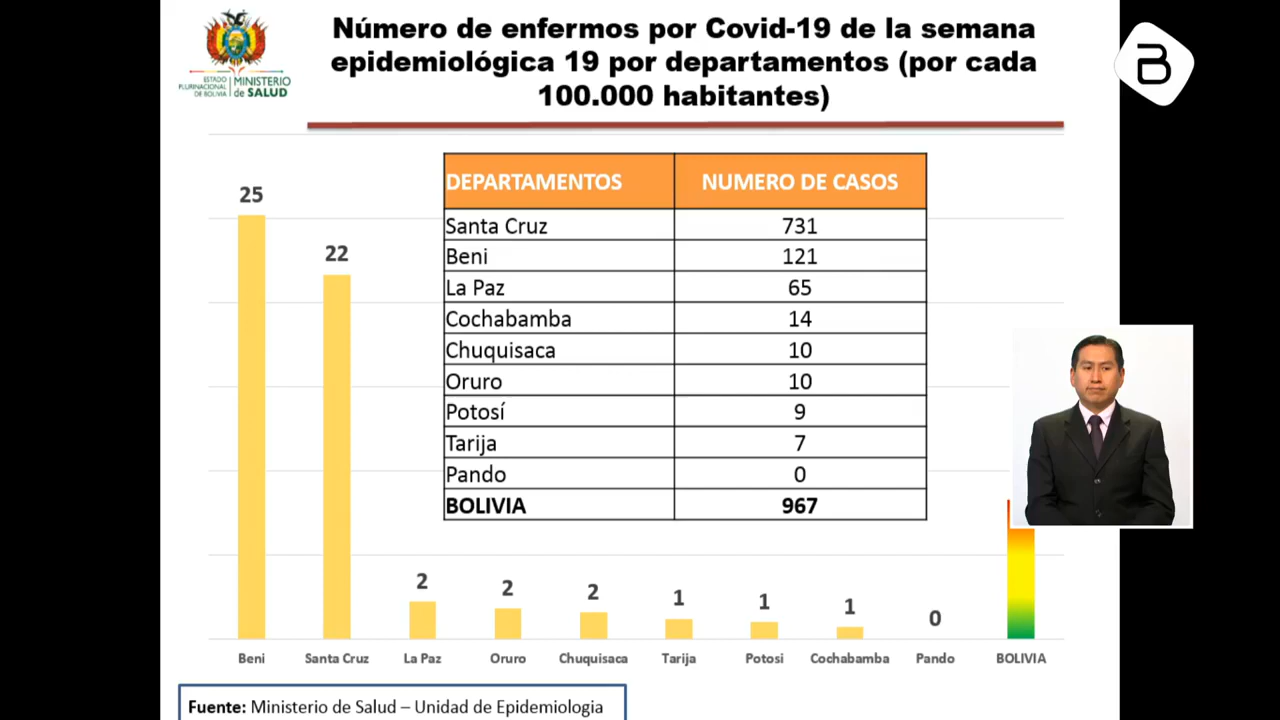 ESTADO
PLURINACIONAL
DE BOLIVIA
MINISTERIO
de SALUD
Número de enfermos por Covid-19 de la semana
epidemiológica 19 por departamentos (por cada
100.000 habitantes)
B
DEPARTAMENTOS NUMERO DE CASOS
Santa Cruz 731
Beni 121
La Paz 65
Cochabamba 14
Chuquisaca 10
Oruro 10
Potosí 9
Tarija 7
Pando 0
BOLIVIA 967
25 22 2 2 2 1 1 1 0
Beni Santa Cruz La Paz Oruro Chuquisaca Tarija Potosi Cochabamba Pando BOLIVIA
Fuente: Ministerio de Salud – Unidad de Epidemiologia